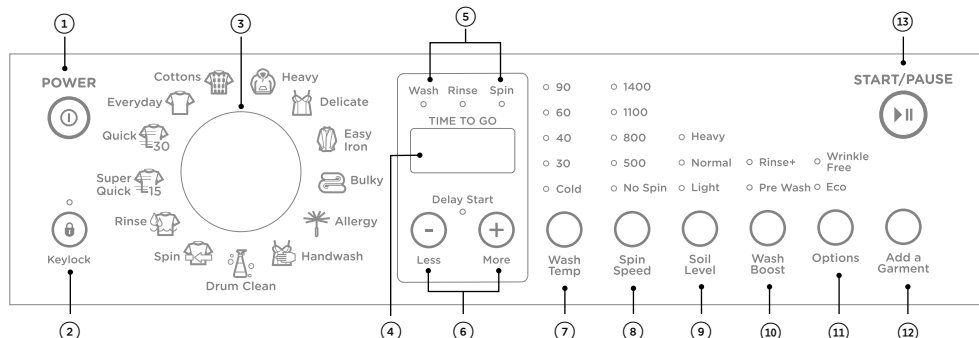 1
3
5
13
POWER
Cottons
Heavy
Everyday
Delicate
Quick
30
Easy
Iron
Super
Quick
15
Bulky
Rinse
Allergy
Spin
Handwash
Drum Clean
Keylock
Wash Rinse Spin
TIME TO GO
Delay Start
-
+
Less
More
90
60
40
30
Cold
1400
1100
800
500
No Spin
Heavy
Normal
Light
Rinse+
Pre Wash
Wrinkle
Free
Eco
START/PAUSE
Wash
Temp
Spin
Speed
Soil
Level
Wash
Boost
Options
Add a
Garment
2
4
6
7
8
9
10
11
12